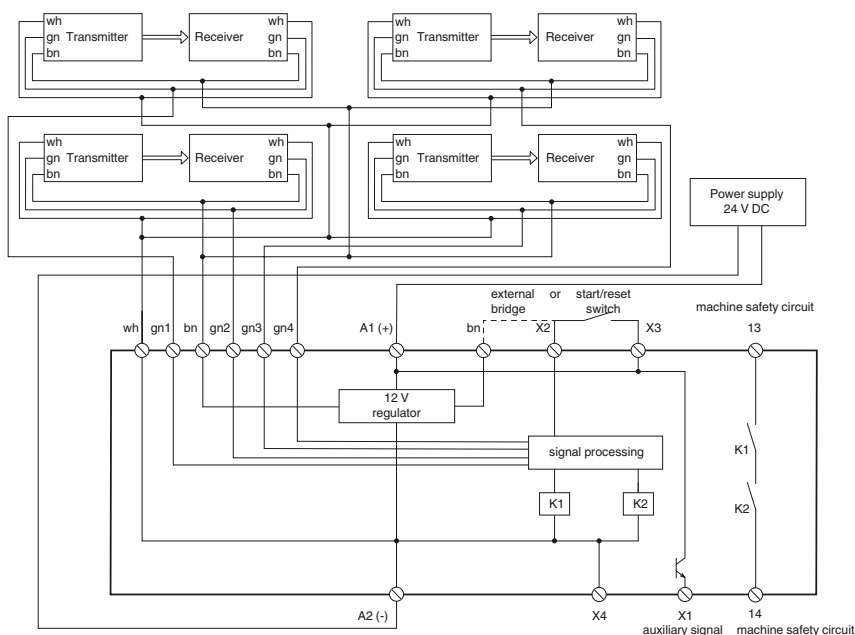 wh wh wh wh
gn Transmitter Receiver gn gn Transmitter Receiver gn
bn bn bn bn
wh wh wh wh
gn Transmitter Receiver gn gn Transmitter Receiver gn
bn bn bn bn
Power supply
24 V DC
external or start/reset
bridge switch
machine safety circuit
wh gn1 bn gn2 gn3 gn4 A1 (+) bn X2 X3 13
12 V
regulator
signal processing
K1
K1 K2
K2
A2 (-) X4 X1 14
auxiliary signal machine safety circuit